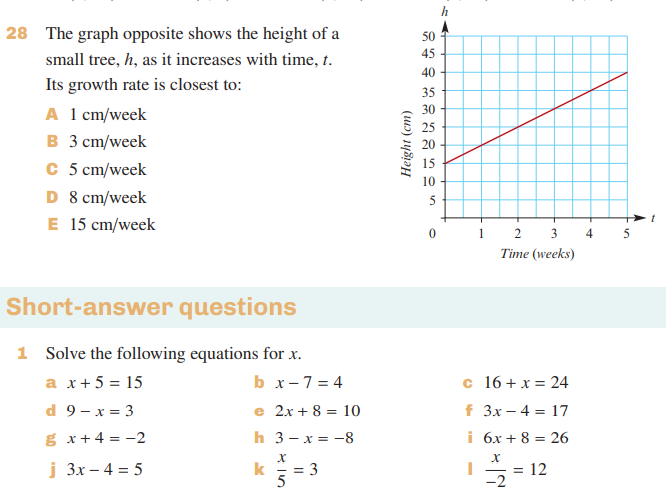 28 The graph opposite shows the height of a
small tree, h, as it increases with time, t.
Its growth rate is closest to:
A 1 cm/week
B 3 cm/week
C 5 cm/week
D 8 cm/week
E 15 cm/week
h
50
45
40
35
30
25
20
15
10
5
0 1 2 3 4 5 t
Height (cm)
Time (weeks)
Short-answer questions
1 Solve the following equations for x.
a x + 5 = 15 b x – 7 = 4 c 16 + x = 24
d 9 – x = 3 e 2x + 8 = 10 f 3x – 4 = 17
g x + 4 = –2 h 3 – x = –8 i 6x + 8 = 26
j 3x – 4 = 5 k x/5 = 3 l x/–2 = 12